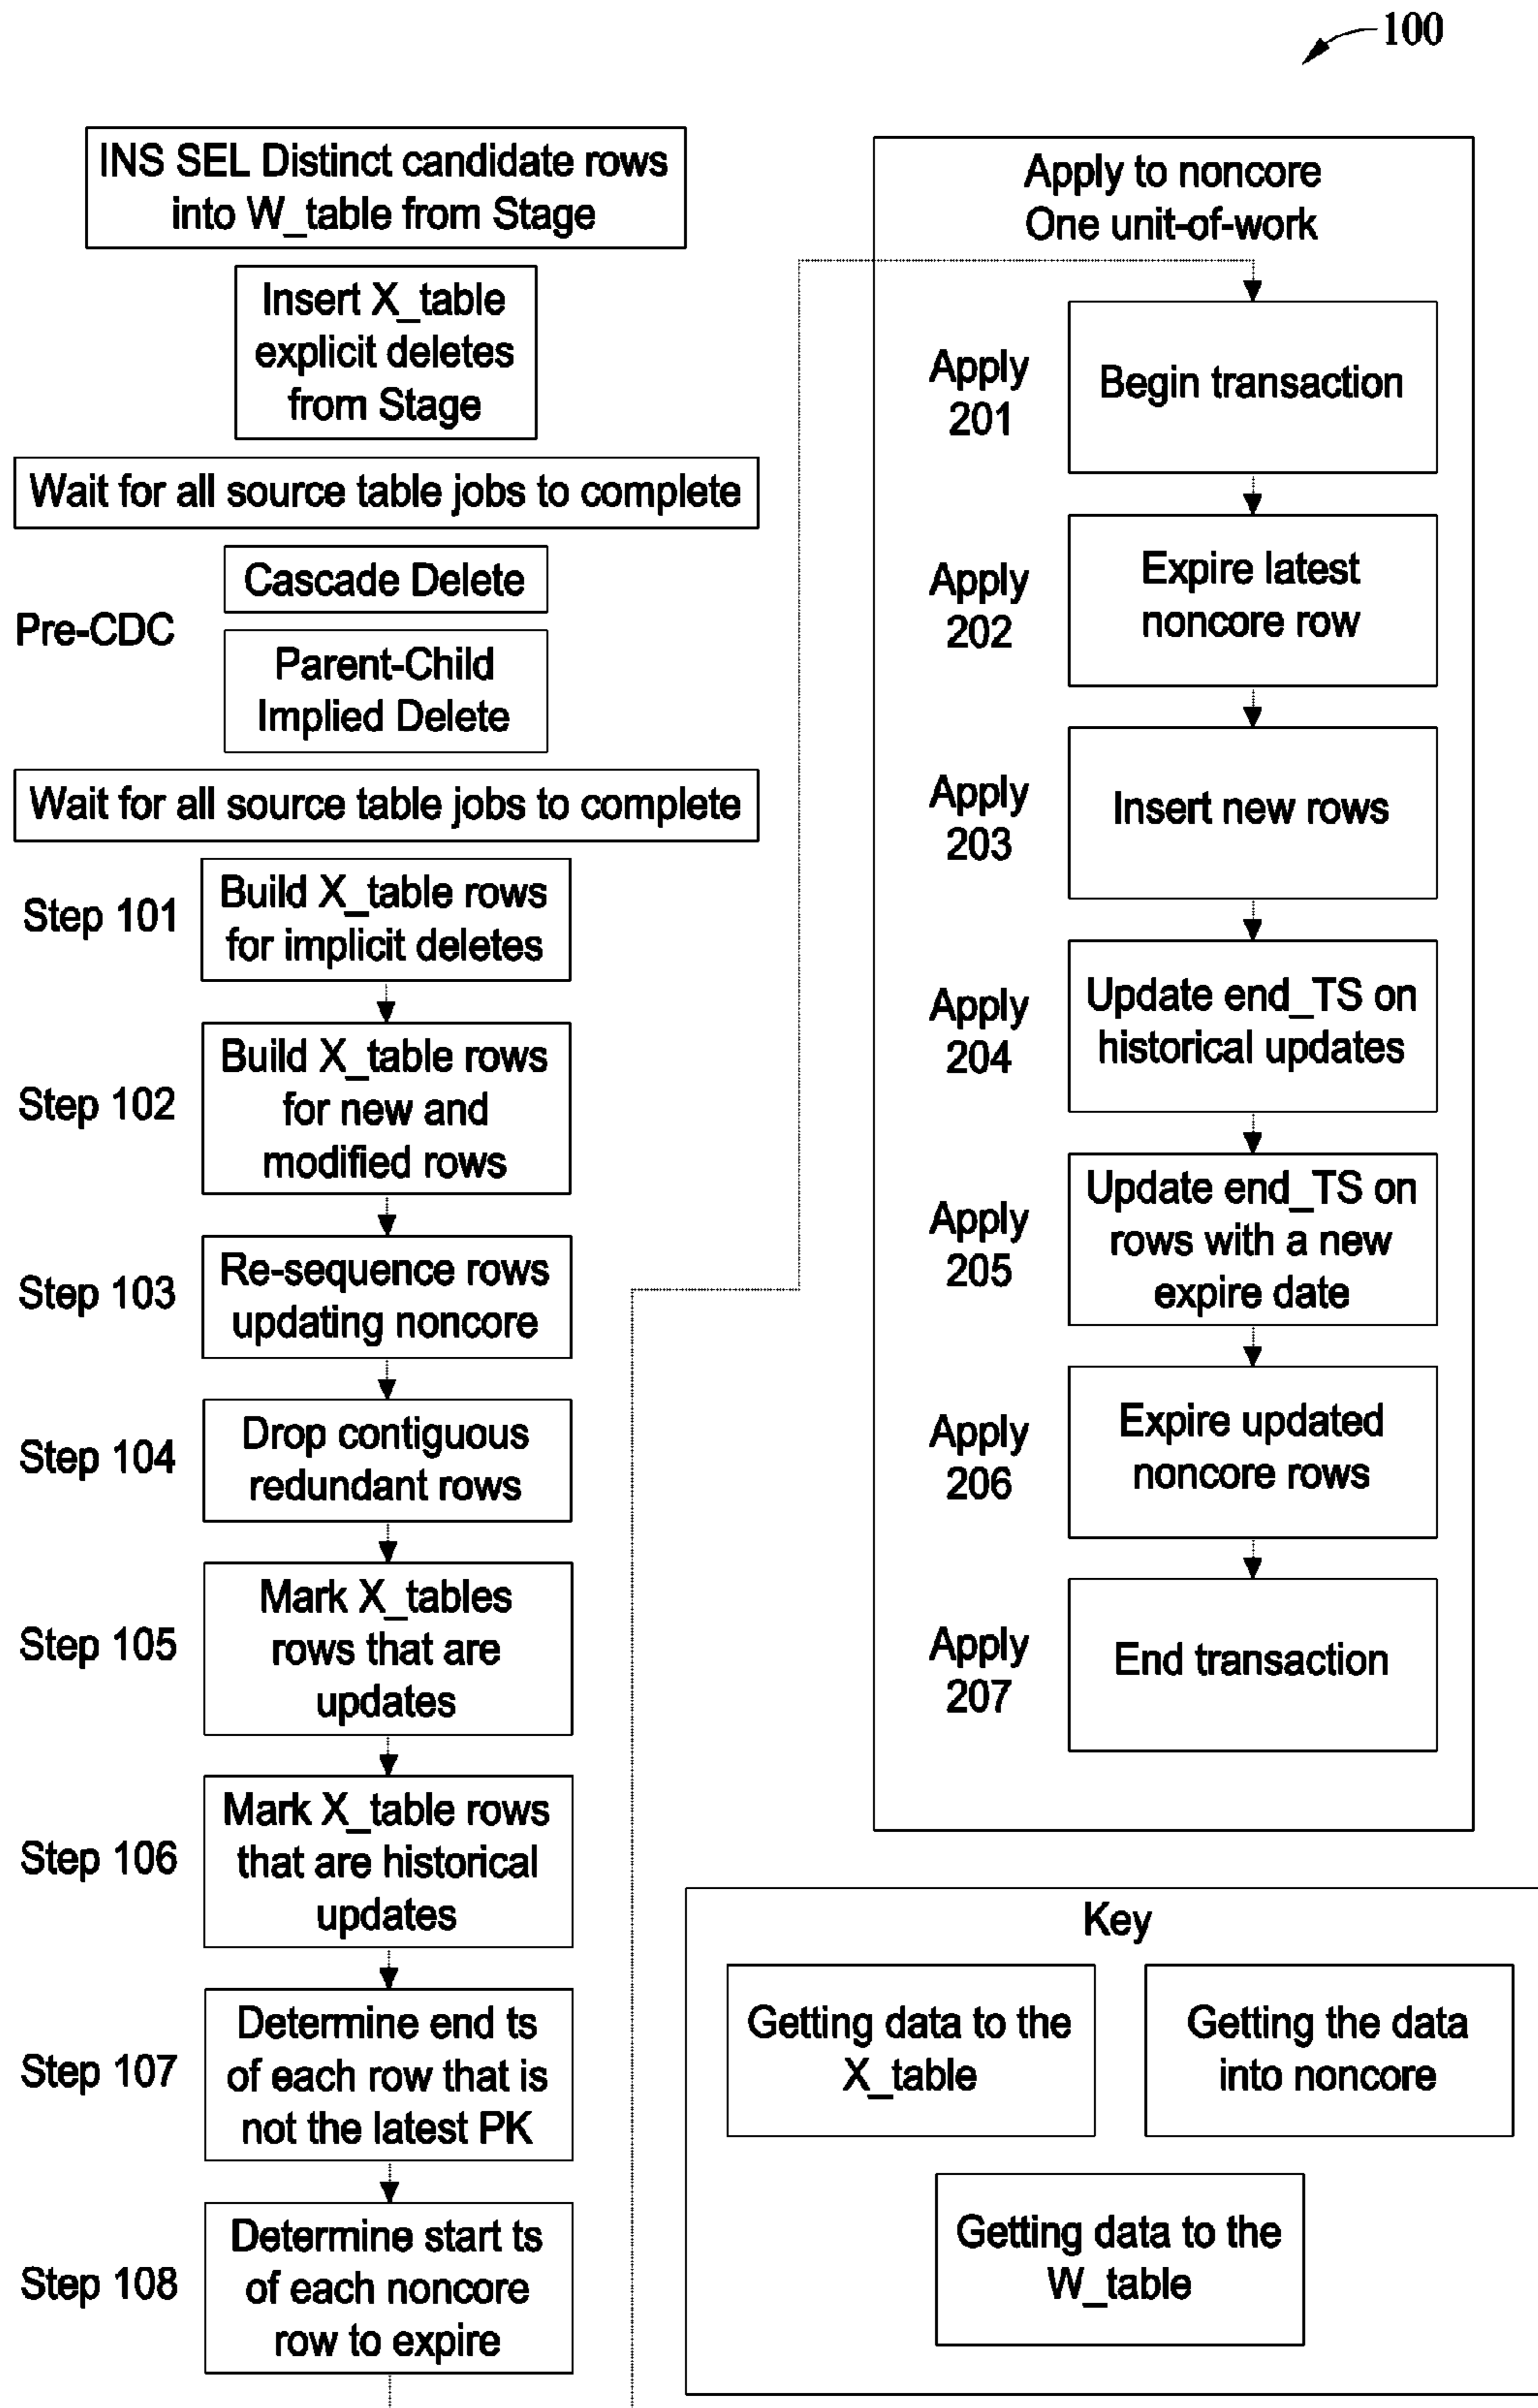 100
INS SEL Distinct candidate rows
into W_table from Stage
Insert X_table
explicit deletes
from Stage
Wait for all source table jobs to complete
Pre-CDC
Cascade Delete
Parent-Child
Implied Delete
Wait for all source table jobs to complete
Step 101
Build X_table rows
for implicit deletes
Step 102
Build X_table rows
for new and
modified rows
Step 103
Re-sequence rows
updating noncore
Step 104
Drop contiguous
redundant rows
Step 105
Mark X_tables
rows that are
updates
Step 106
Mark X_table rows
that are historical
updates
Step 107
Determine end ts
of each row that is
not the latest PK
Step 108
Determine start ts
of each noncore
row to expire
Apply to noncore
One unit-of-work
Apply
201
Begin transaction
Apply
202
Expire latest
noncore row
Apply
203
Insert new rows
Apply
204
Update end_TS on
historical updates
Apply
205
Update end_TS on
rows with a new
expire date
Apply
206
Expire updated
noncore rows
Apply
207
End transaction
Key
Getting data to the
X_table
Getting the data
into noncore
Getting data to the
W_table